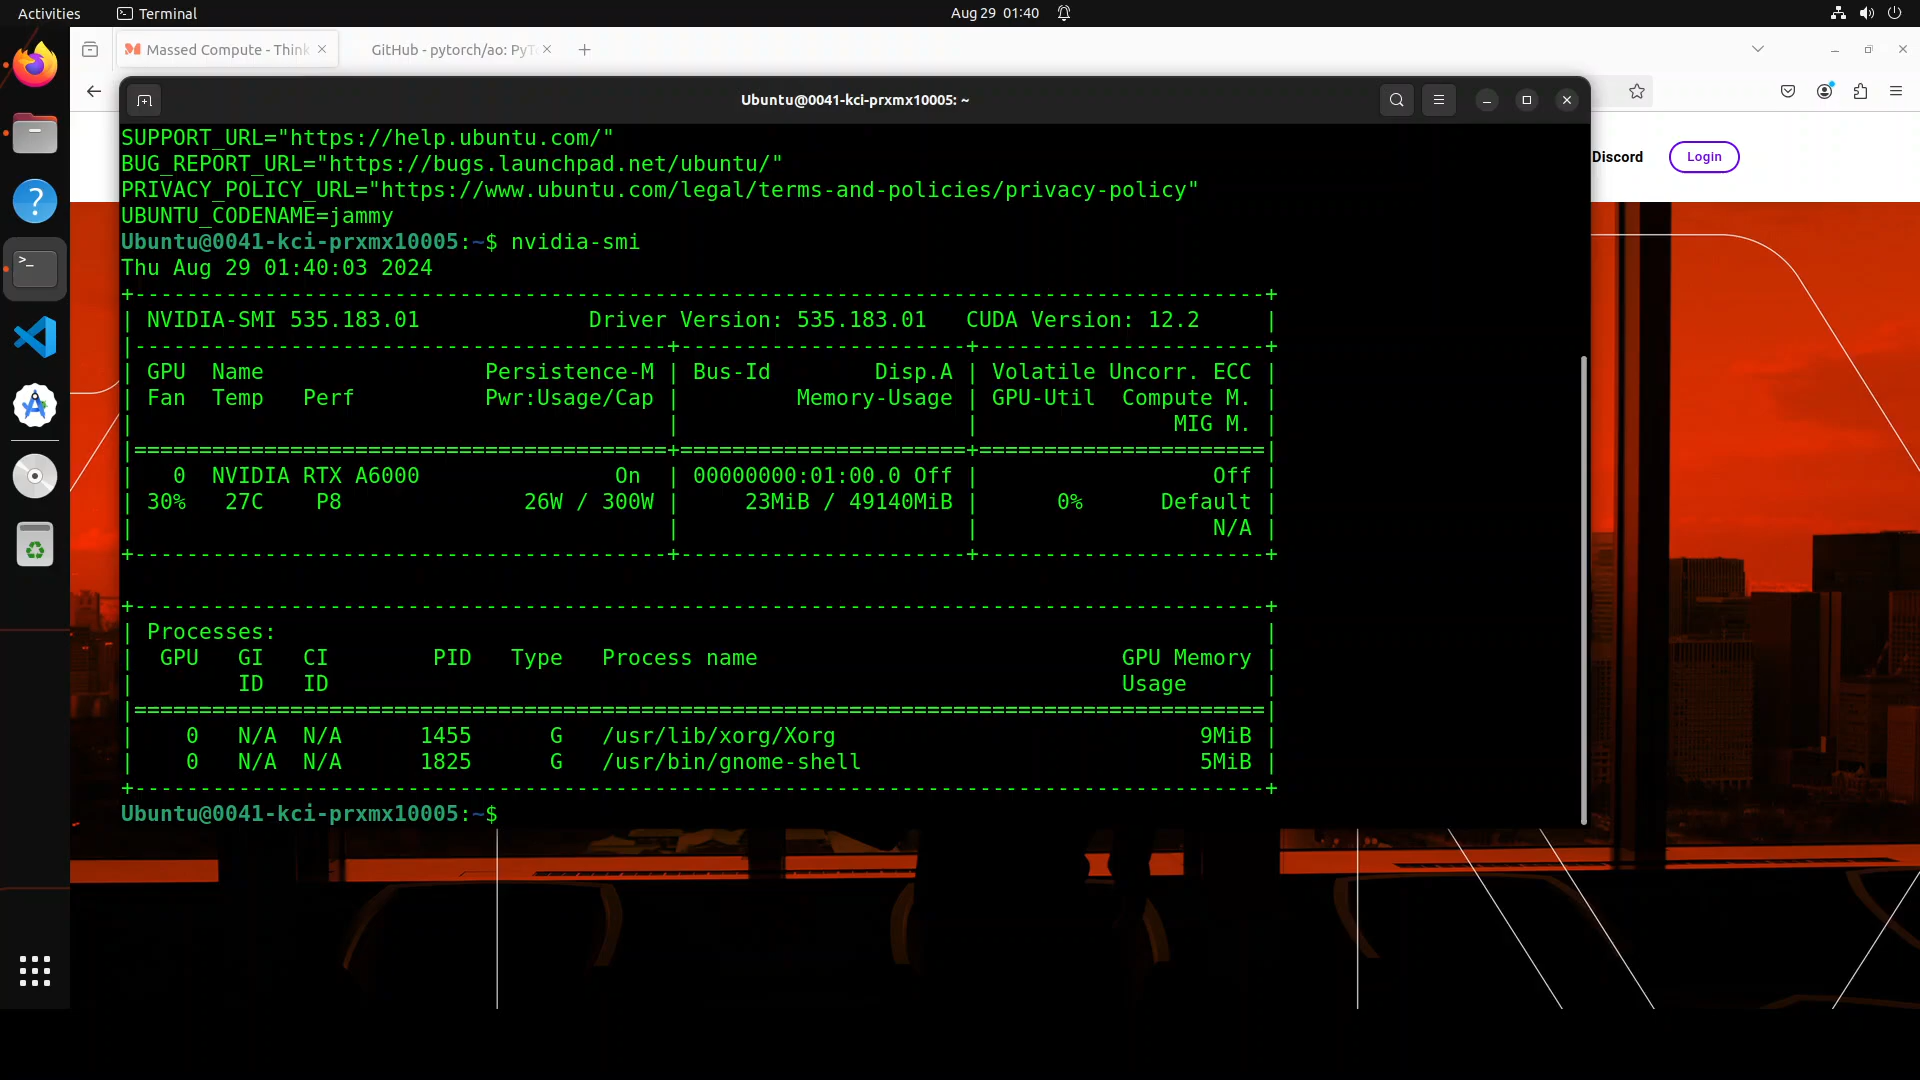 Activities
Terminal
Aug 29 01:40
Massed Compute - Think
GitHub - pytorch/ao: PyT
Ubuntu@0041-kci-prxmx10005: ~
Discord
Login
SUPPORT_URL="https://help.ubuntu.com/"
BUG_REPORT_URL="https://bugs.launchpad.net/ubuntu/"
PRIVACY_POLICY_URL="https://www.ubuntu.com/legal/terms-and-policies/privacy-policy"
UBUNTU_CODENAME=jammy
Ubuntu@0041-kci-prxmx10005:~$ nvidia-smi
Thu Aug 29 01:40:03 2024
+---------------------------------------------------------------------------------------+
| NVIDIA-SMI 535.183.01             Driver Version: 535.183.01   CUDA Version: 12.2     |
|-----------------------------------------+----------------------+----------------------+
| GPU  Name                 Persistence-M | Bus-Id        Disp.A | Volatile Uncorr. ECC |
| Fan  Temp   Perf          Pwr:Usage/Cap |         Memory-Usage | GPU-Util  Compute M. |
|                                         |                      |               MIG M. |
|=========================================+======================+======================|
|   0  NVIDIA RTX A6000               On  | 00000000:01:00.0 Off |                  Off |
| 30%   27C    P8              26W / 300W |     23MiB / 49140MiB |      0%      Default |
|                                         |                      |                  N/A |
+-----------------------------------------+----------------------+----------------------+
+---------------------------------------------------------------------------------------+
| Processes:                                                                            |
|  GPU   GI   CI        PID   Type   Process name                            GPU Memory |
|        ID   ID                                                             Usage      |
|=======================================================================================|
|    0   N/A  N/A      1455      G   /usr/lib/xorg/Xorg                            9MiB |
|    0   N/A  N/A      1825      G   /usr/bin/gnome-shell                          5MiB |
+---------------------------------------------------------------------------------------+
Ubuntu@0041-kci-prxmx10005:~$